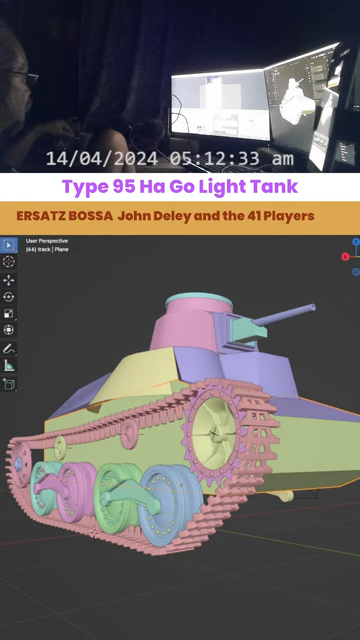 14/04/2024 05:12:33 am
Type 95 Ha Go Light Tank
ERSATZ BOSSA John Deley and the 41 Players
User Perspective
(66) track | Plane